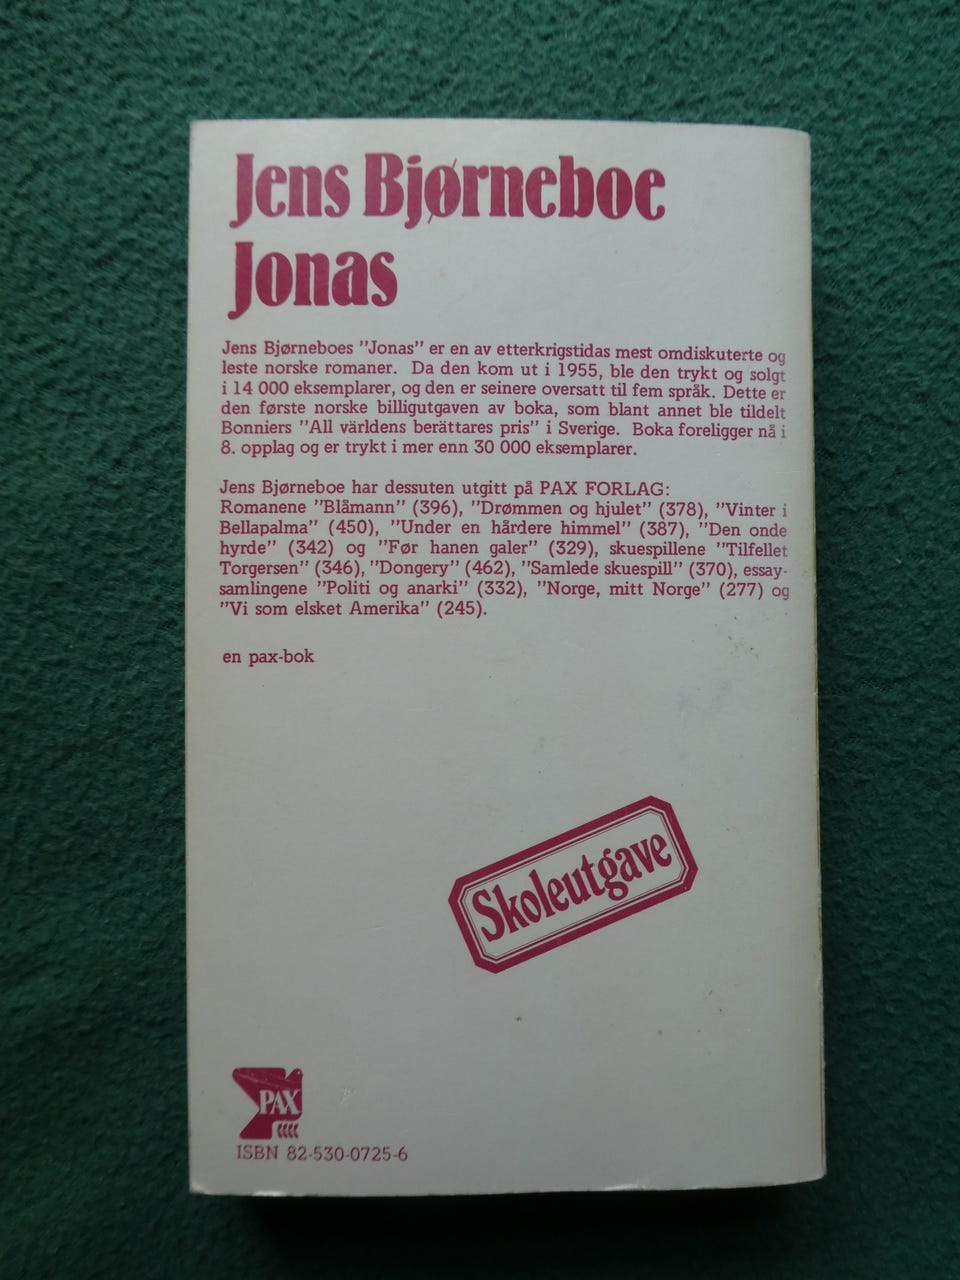 Jens Bjørneboe
Jonas
Jens Bjørneboes "Jonas" er en av etterkrigstidas mest omdiskuterte og
leste norske romaner. Da den kom ut i 1955, ble den trykt og solgt
i 14 000 eksemplarer, og den er seinere oversatt til fem språk. Dette er
den første norske billigutgaven av boka, som blant annet ble tildelt
Bonniers "All världens berättares pris" i Sverige. Boka foreligger nå i
8. opplag og er trykt i mer enn 30 000 eksemplarer.
Jens Bjørneboe har dessuten utgitt på PAX FORLAG:
Romanene "Blåmann" (396), "Drømmen og hjulet" (378), "Vinter i
Bellapalma" (450), "Under en hårdere himmel" (387), "Den onde
hyrde" (342) og "Før hanen galer" (329), skuespillene "Tilfellet
Torgersen" (346), "Dongery" (462), "Samlede skuespill" (370), essay-
samlingene "Politi og anarki" (332), "Norge, mitt Norge" (277) og
"Vi som elsket Amerika" (245).
en pax-bok
Skoleutgave
PAX
ISBN 82-530-0725-6